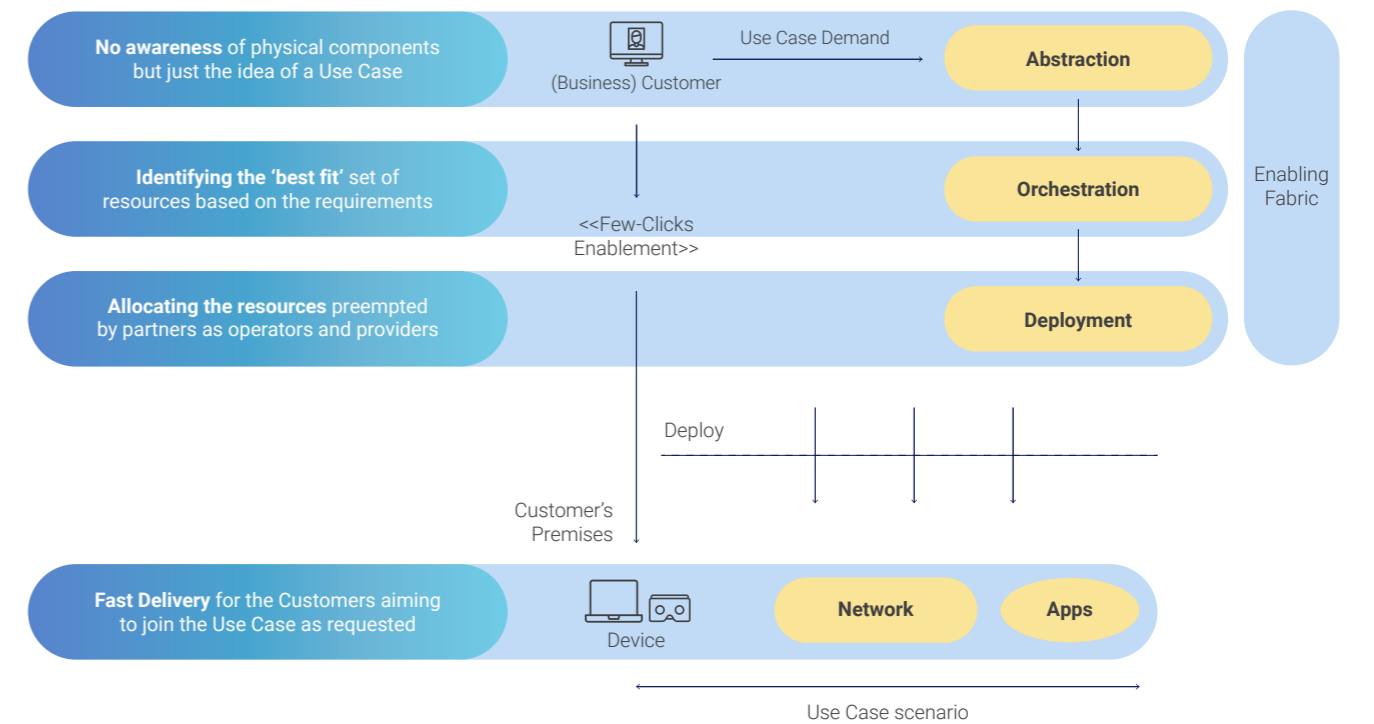 No awareness of physical components
but just the idea of a Use Case
(Business) Customer
Use Case Demand
Abstraction
Enabling
Fabric
Identifying the ‘best fit’ set of
resources based on the requirements
<<Few-Clicks
Enablement>>
Orchestration
Allocating the resources preempted
by partners as operators and providers
Deployment
Deploy
Customer’s
Premises
Fast Delivery for the Customers aiming
to join the Use Case as requested
Device
Network
Apps
Use Case scenario